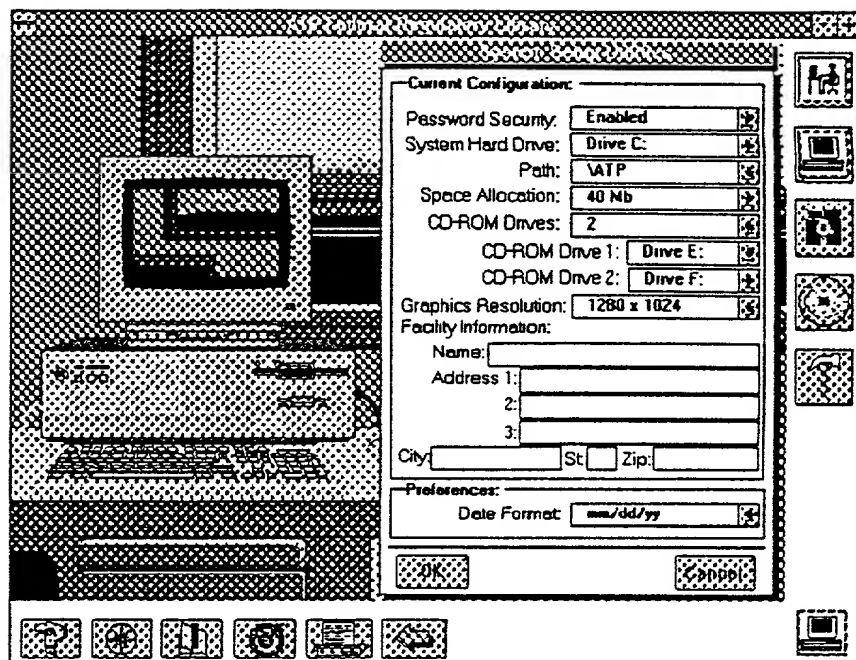 Current Configuration:
Password Security: Enabled
System Hard Drive: Drive C:
Path: \ATP
Space Allocation: 40 Mb
CD-ROM Drives: 2
CD-ROM Drive 1: Drive E:
CD-ROM Drive 2: Drive F:
Graphics Resolution: 1280 x 1024
Facility Information:
Name:
Address 1:
2:
3:
City: St: Zip:
Preferences:
Date Format: mm/dd/yy
OK Cancel